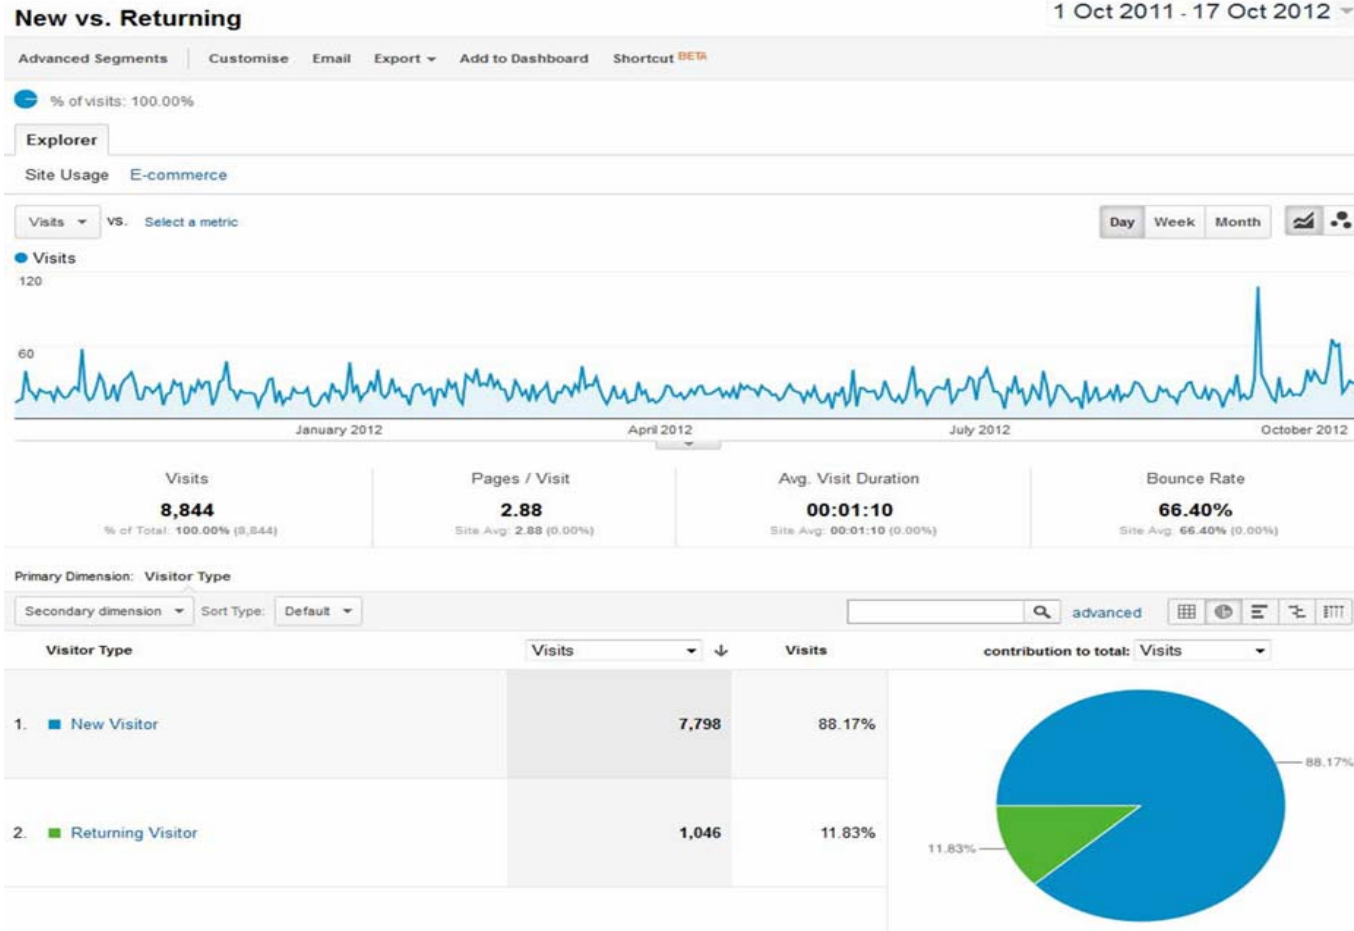 New vs. Returning
1 Oct 2011 - 17 Oct 2012
Advanced Segments Customise Email Export Add to Dashboard Shortcut BETA
% of visits: 100.00%
Explorer
Site Usage E-commerce
Visits VS. Select a metric Day Week Month
Visits
120
60
January 2012 April 2012 July 2012 October 2012
Visits Pages / Visit Avg. Visit Duration Bounce Rate
8,844 2.88 00:01:10 66.40%
% of Total: 100.00% (8,844) Site Avg: 2.88 (0.00%) Site Avg: 00:01:10 (0.00%) Site Avg: 66.40% (0.00%)
Primary Dimension: Visitor Type
Secondary dimension Sort Type: Default advanced
Visitor Type Visits Visits contribution to total: Visits
1. New Visitor 7,798 88.17%
88.17%
2. Returning Visitor 1,046 11.83%
11.83%